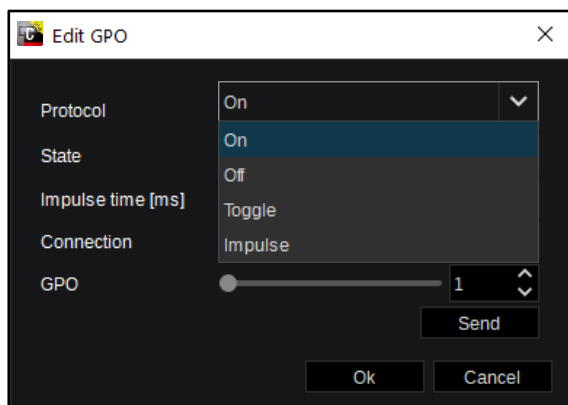 Edit GPO
Protocol
On
On
State
Off
Impulse time [ms]
Toggle
Connection
Impulse
GPO
1
Send
Ok
Cancel